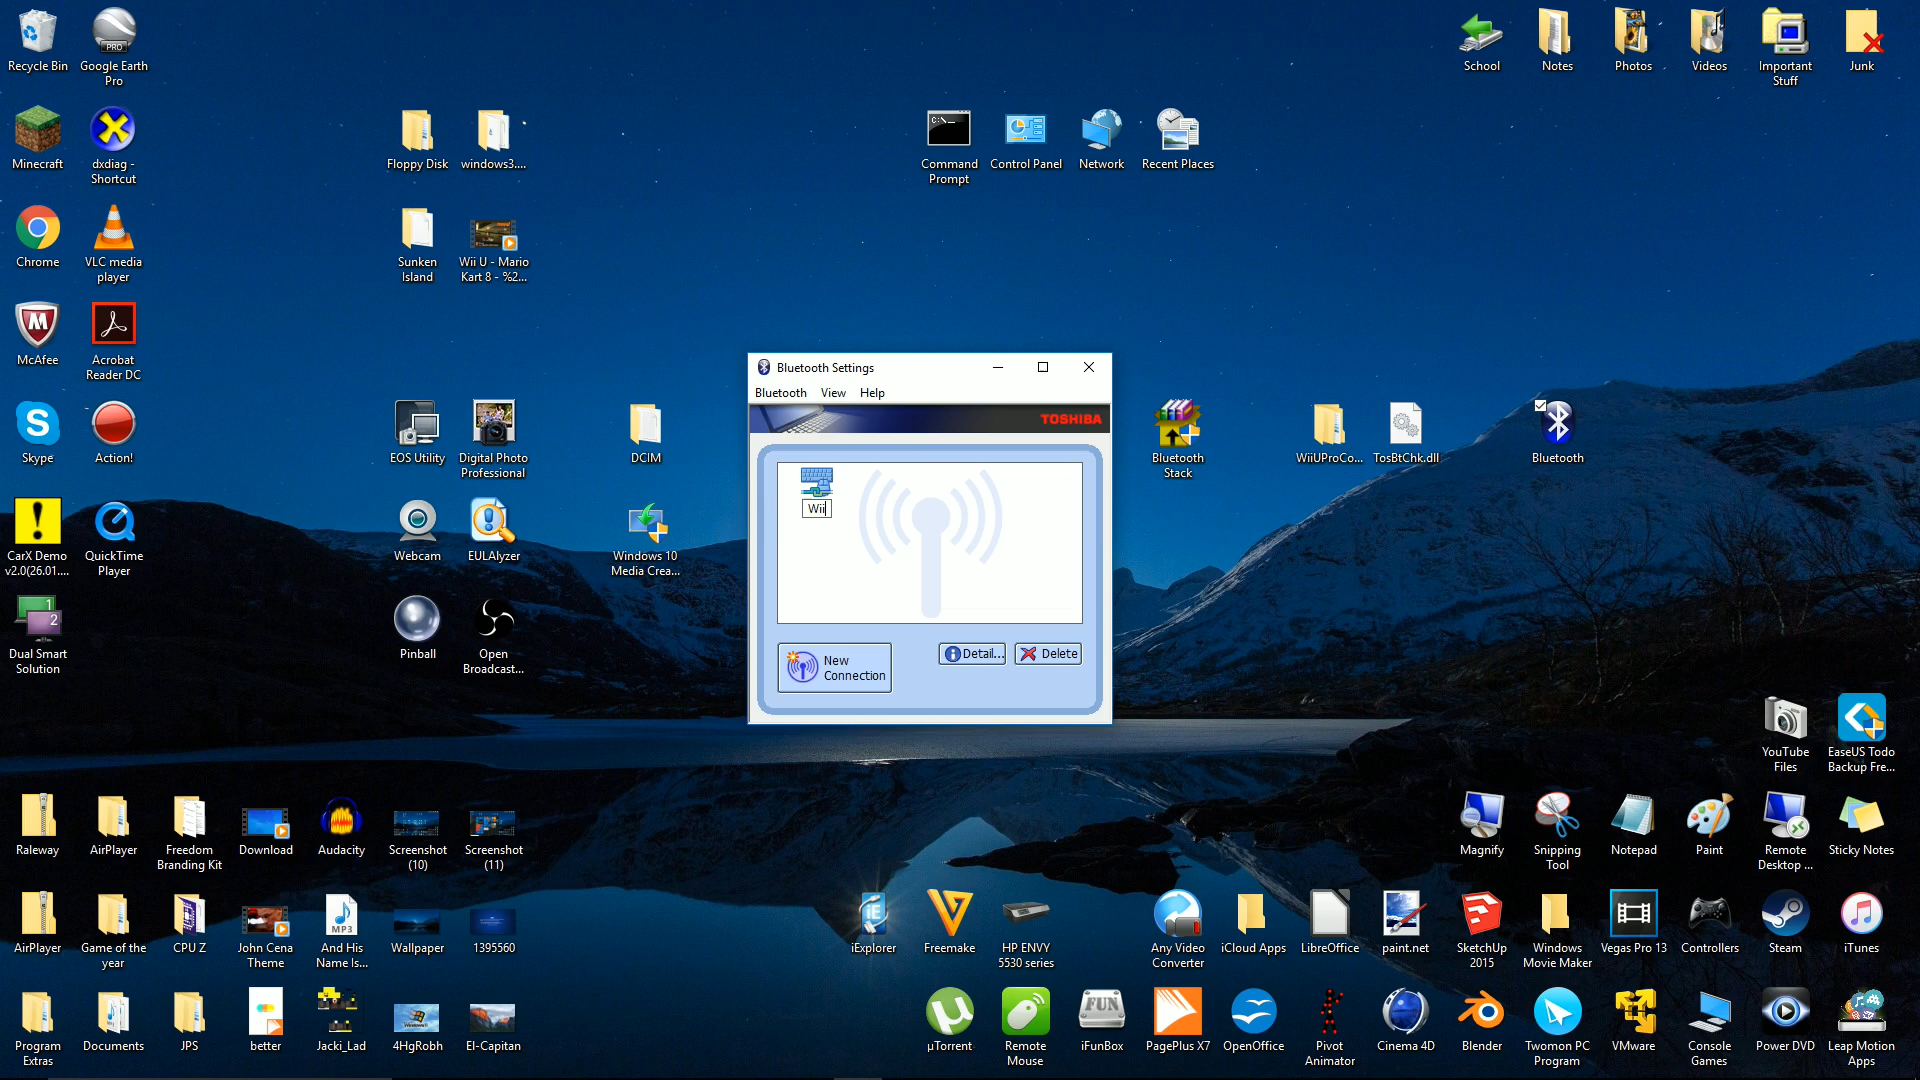 Recycle Bin
Google Earth
Pro
PRO
School
Notes
Photos
Videos
Important
Stuff
Junk
Minecraft
dxdiag -
Shortcut
Floppy Disk
windows3....
C:\_
Command
Prompt
Control Panel
Network
Recent Places
Chrome
VLC media
player
Sunken
Island
Wii U - Mario
Kart 8 - %2...
McAfee
Acrobat
Reader DC
Bluetooth Settings
Bluetooth View Help
TOSHIBA
Wii
New
Connection
Detail...
Delete
Skype
Action!
EOS Utility
Digital Photo
Professional
DCIM
Bluetooth
Stack
WiiUProCo...
TosBtChk.dll
Bluetooth
CarX Demo
v2.0(26.01....
QuickTime
Player
Webcam
EULAlyzer
Windows 10
Media Crea...
1
2
Dual Smart
Solution
Pinball
Open
Broadcast...
YouTube
Files
EaseUS Todo
Backup Fre...
Raleway
AirPlayer
Freedom
Branding Kit
Download
Audacity
Screenshot
(10)
Screenshot
(11)
Magnify
Snipping
Tool
Notepad
Paint
Remote
Desktop ...
Sticky Notes
AirPlayer
Game of the
year
CPU Z
John Cena
Theme
MP3
And His
Name Is...
Wallpaper
1395560
iE
iExplorer
Freemake
HP ENVY
5530 series
Any Video
Converter
iCloud Apps
LibreOffice
paint.net
SketchUp
2015
Windows
Movie Maker
Vegas Pro 13
Controllers
Steam
iTunes
Program
Extras
Documents
JPS
better
Jacki_Lad
4HgRobh
El-Capitan
µTorrent
Remote
Mouse
FUN
iFunBox
PagePlus X7
OpenOffice
Pivot
Animator
Cinema 4D
Blender
Twomon PC
Program
VMware
Console
Games
Power DVD
Leap Motion
Apps